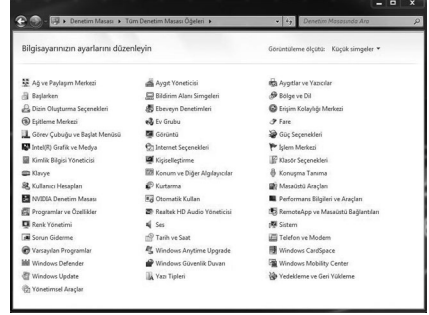 Denetim Masası ▸ Tüm Denetim Masası Öğeleri ▸
Denetim Masasında Ara
Bilgisayarınızın ayarlarını düzenleyin
Görüntüleme ölçütü: Küçük simgeler
Ağ ve Paylaşım Merkezi
Aygıt Yöneticisi
Aygıtlar ve Yazıcılar
Başlarken
Bildirim Alanı Simgeleri
Bölge ve Dil
Dizin Oluşturma Seçenekleri
Ebeveyn Denetimleri
Erişim Kolaylığı Merkezi
Eşitleme Merkezi
Ev Grubu
Fare
Görev Çubuğu ve Başlat Menüsü
Görüntü
Güç Seçenekleri
Intel(R) Grafik ve Medya
Internet Seçenekleri
İşlem Merkezi
Kimlik Bilgisi Yöneticisi
Kişiselleştirme
Klasör Seçenekleri
Klavye
Konum ve Diğer Algılayıcılar
Konuşma Tanıma
Kullanıcı Hesapları
Kurtarma
Masaüstü Araçları
NVIDIA Denetim Masası
Otomatik Kullan
Performans Bilgileri ve Araçları
Programlar ve Özellikler
Realtek HD Audio Yöneticisi
RemoteApp ve Masaüstü Bağlantıları
Renk Yönetimi
Ses
Sistem
Sorun Giderme
Tarih ve Saat
Telefon ve Modem
Varsayılan Programlar
Windows Anytime Upgrade
Windows CardSpace
Windows Defender
Windows Güvenlik Duvarı
Windows Mobility Center
Windows Update
Yazı Tipleri
Yedekleme ve Geri Yükleme
Yönetimsel Araçlar